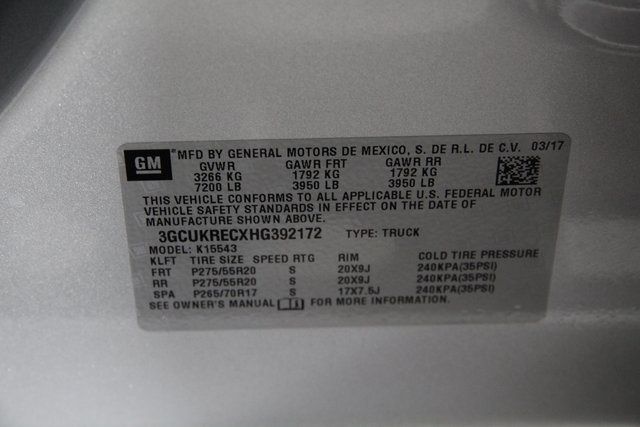 GM MFD BY GENERAL MOTORS DE MEXICO, S. DE R.L. DE C.V. 03/17
GVWR GAWR FRT GAWR RR
3266 KG 1792 KG 1792 KG
7200 LB 3950 LB 3950 LB
THIS VEHICLE CONFORMS TO ALL APPLICABLE U.S. FEDERAL MOTOR
VEHICLE SAFETY STANDARDS IN EFFECT ON THE DATE OF
MANUFACTURE SHOWN ABOVE.
3GCUKRECXHG392172 TYPE: TRUCK
MODEL: K15543
KLFT TIRE SIZE SPEED RTG RIM COLD TIRE PRESSURE
FRT P275/55R20 S 20X9J 240KPA(35PSI)
RR P275/55R20 S 20X9J 240KPA(35PSI)
SPA P265/70R17 S 17X7.5J 240KPA(35PSI)
SEE OWNER'S MANUAL FOR MORE INFORMATION.